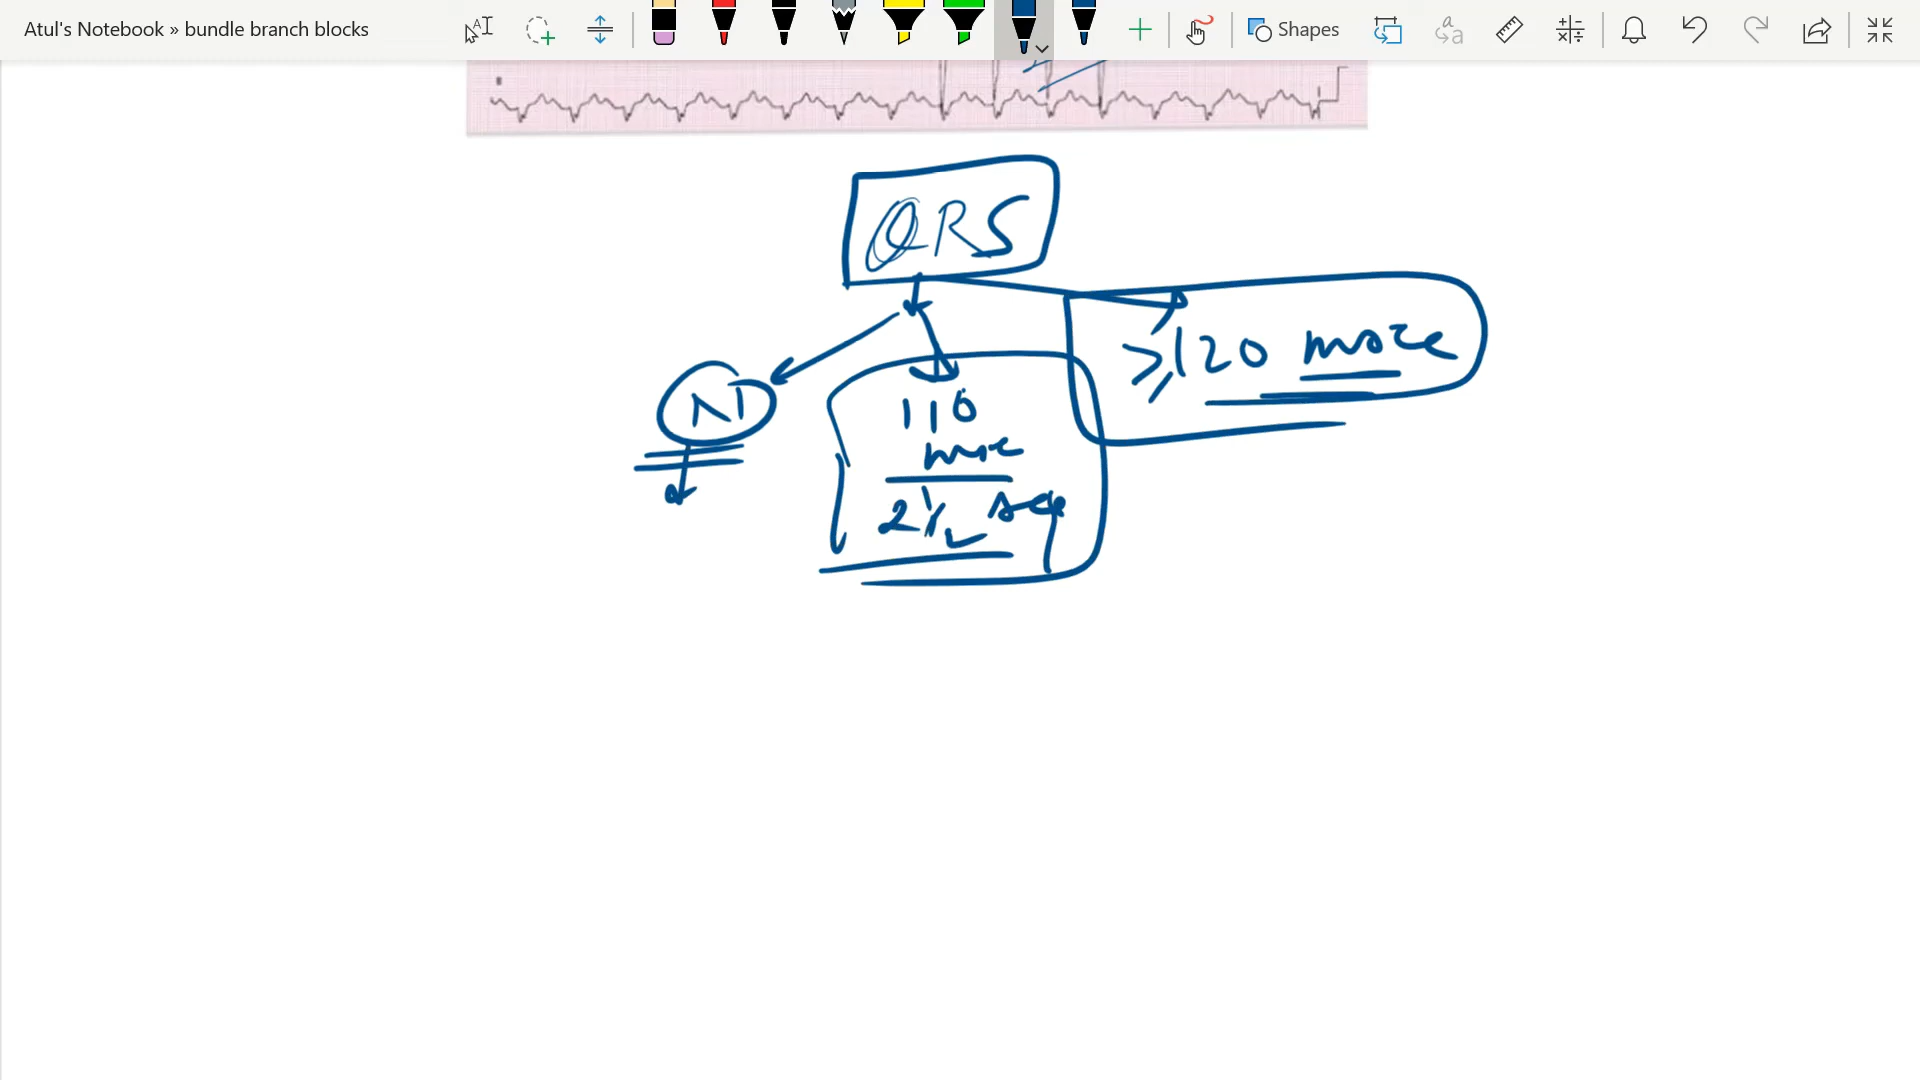 Atul's Notebook » bundle branch blocks
Shapes
QRS
≥120 msec
N
110
msec
2½ sq